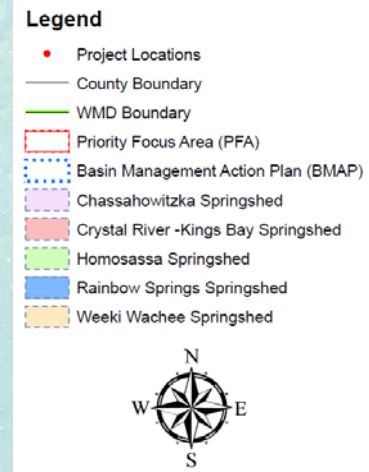 Legend
Project Locations
County Boundary
WMD Boundary
Priority Focus Area (PFA)
Basin Management Action Plan (BMAP)
Chassahowitzka Springshed
Crystal River -Kings Bay Springshed
Homosassa Springshed
Rainbow Springs Springshed
Weeki Wachee Springshed
N
W E
S